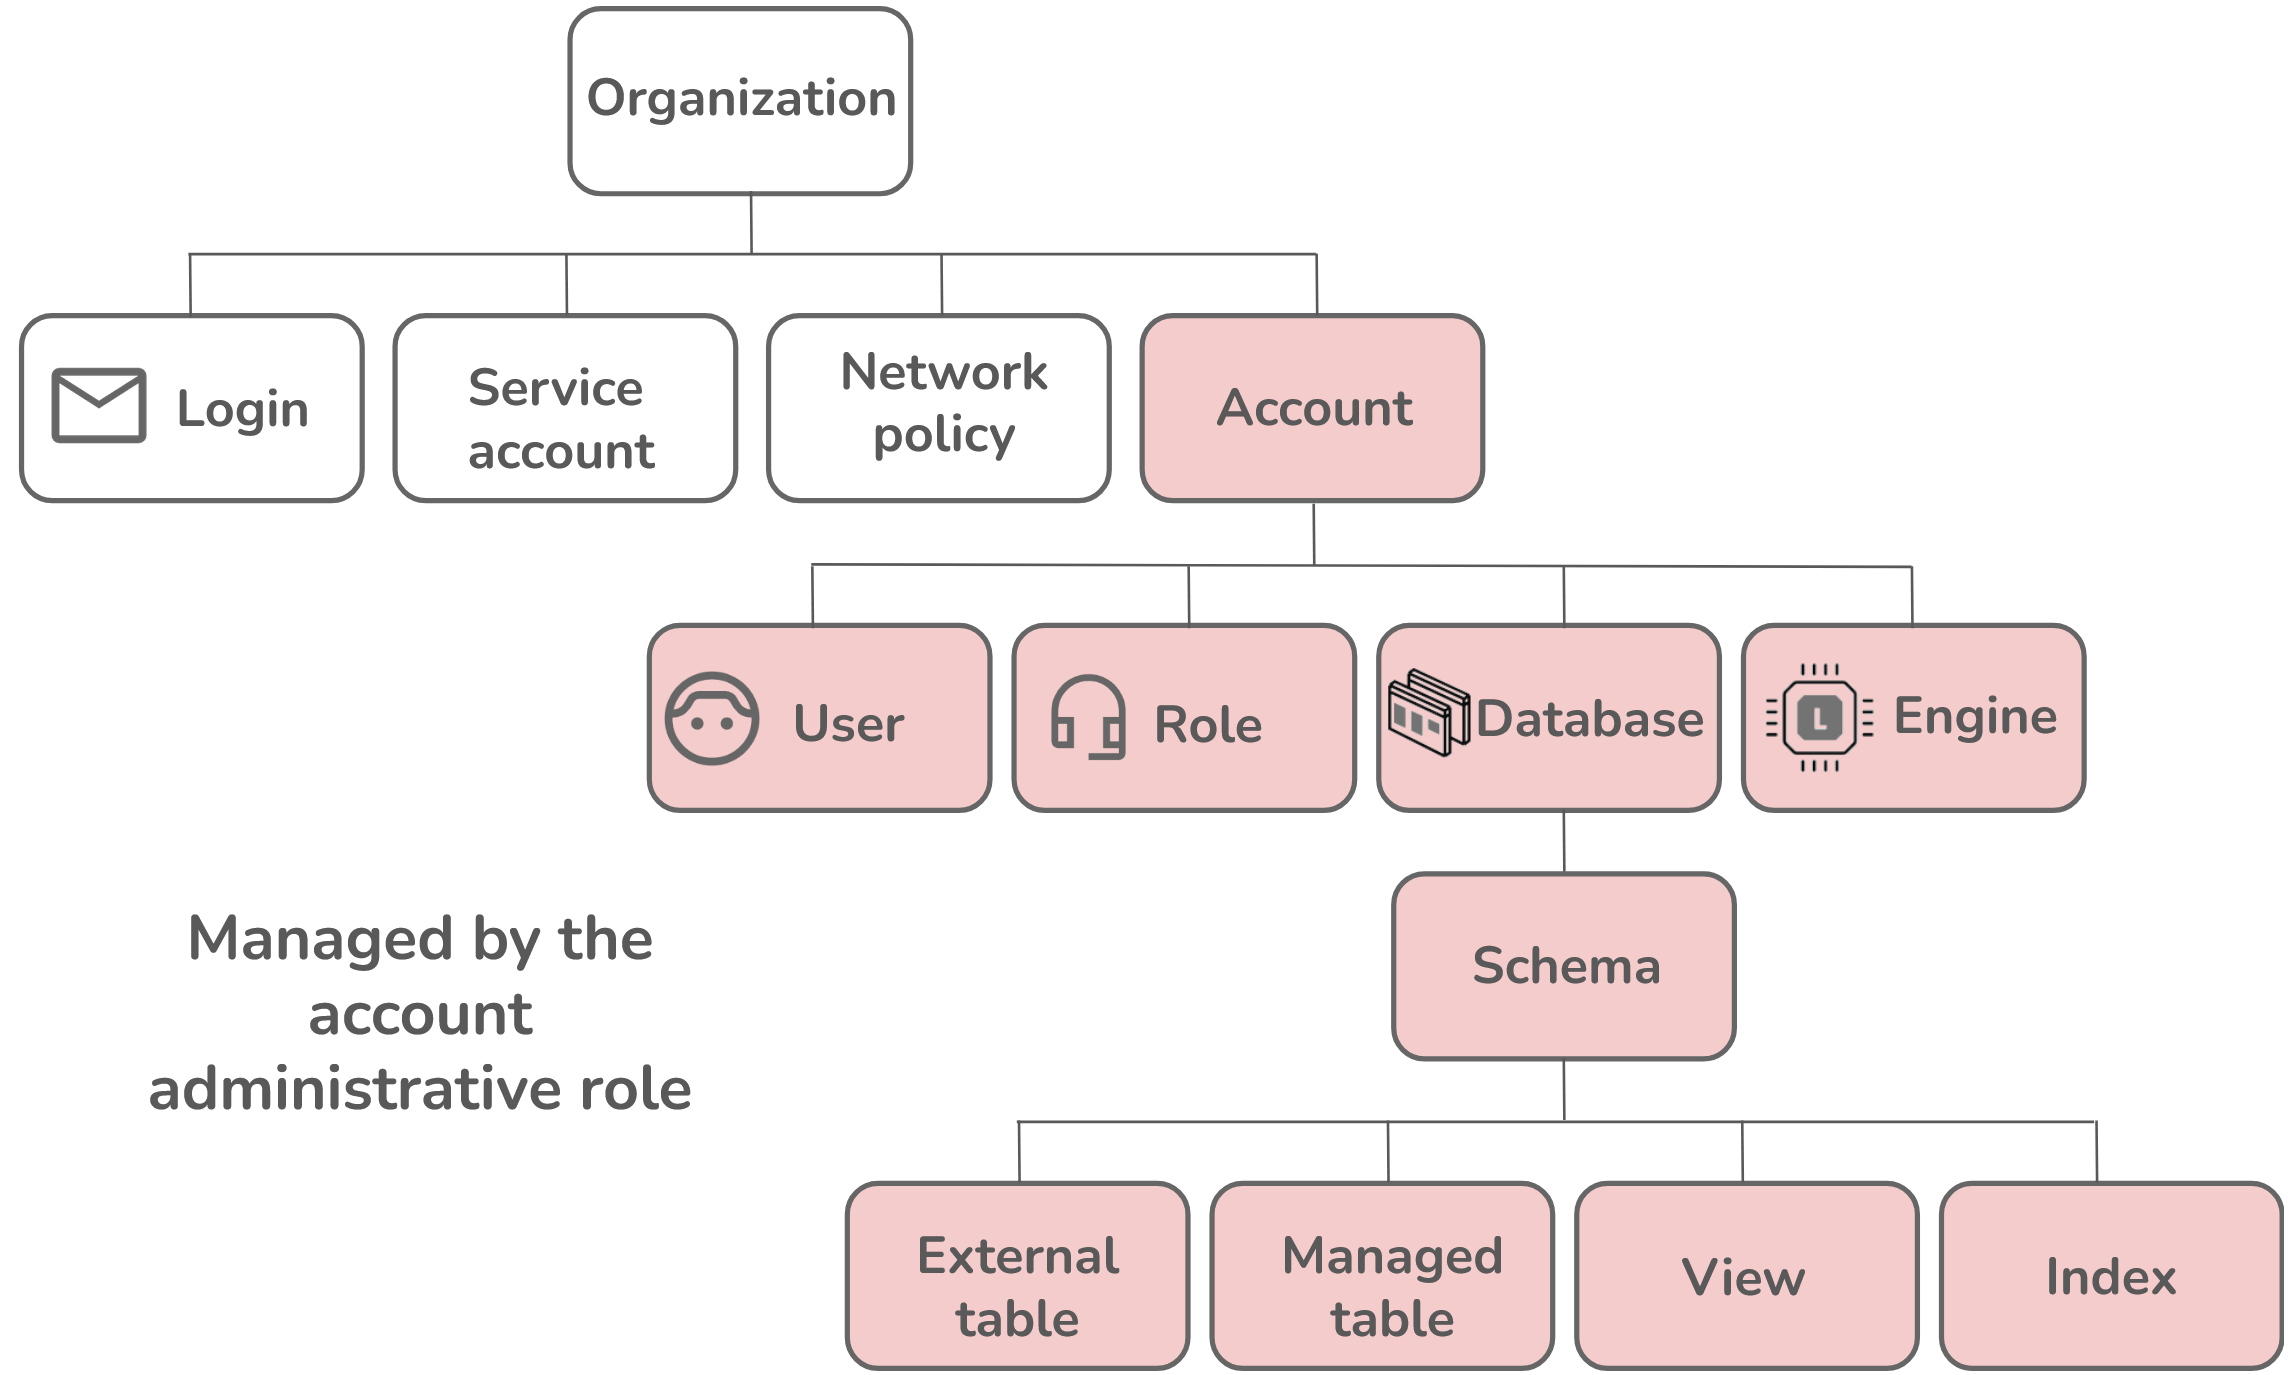 Organization
Login
Service
account
Network
policy
Account
User
Role
Database
L
Engine
Schema
Managed by the
account
administrative role
External
table
Managed
table
View
Index